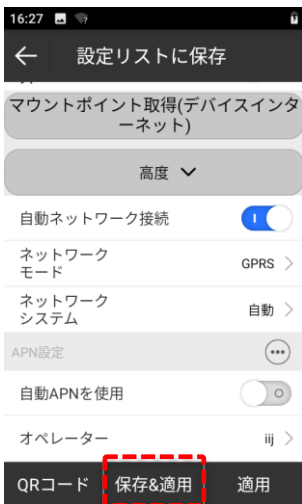 16:27
設定リストに保存
マウントポイント取得(デバイスインタ
ーネット)
高度
自動ネットワーク接続
ネットワーク
モード
GPRS
ネットワーク
システム
自動
APN設定
自動APNを使用
オペレーター
iij
QRコード
保存&適用
適用